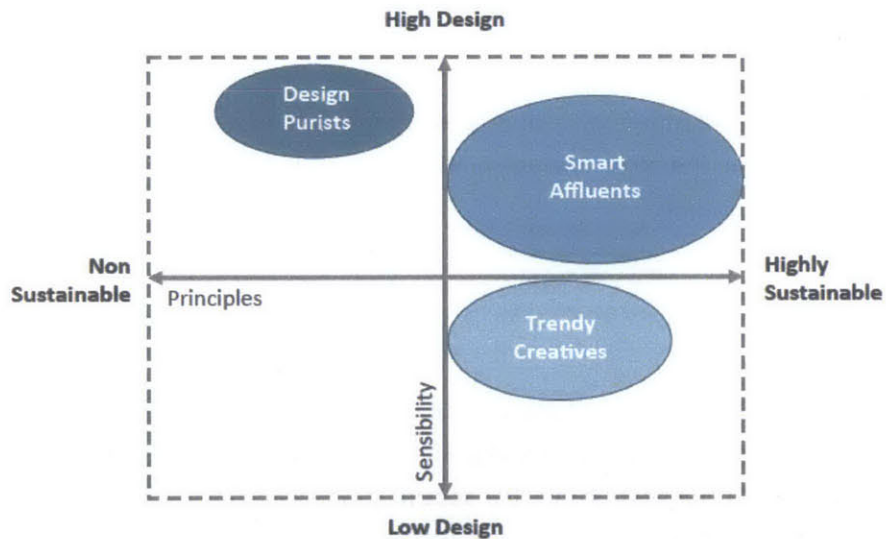 High Design
Design
Purists
Smart
Affluents
Non
Sustainable
Highly
Sustainable
Principles
Trendy
Creatives
Sensibility
Low Design